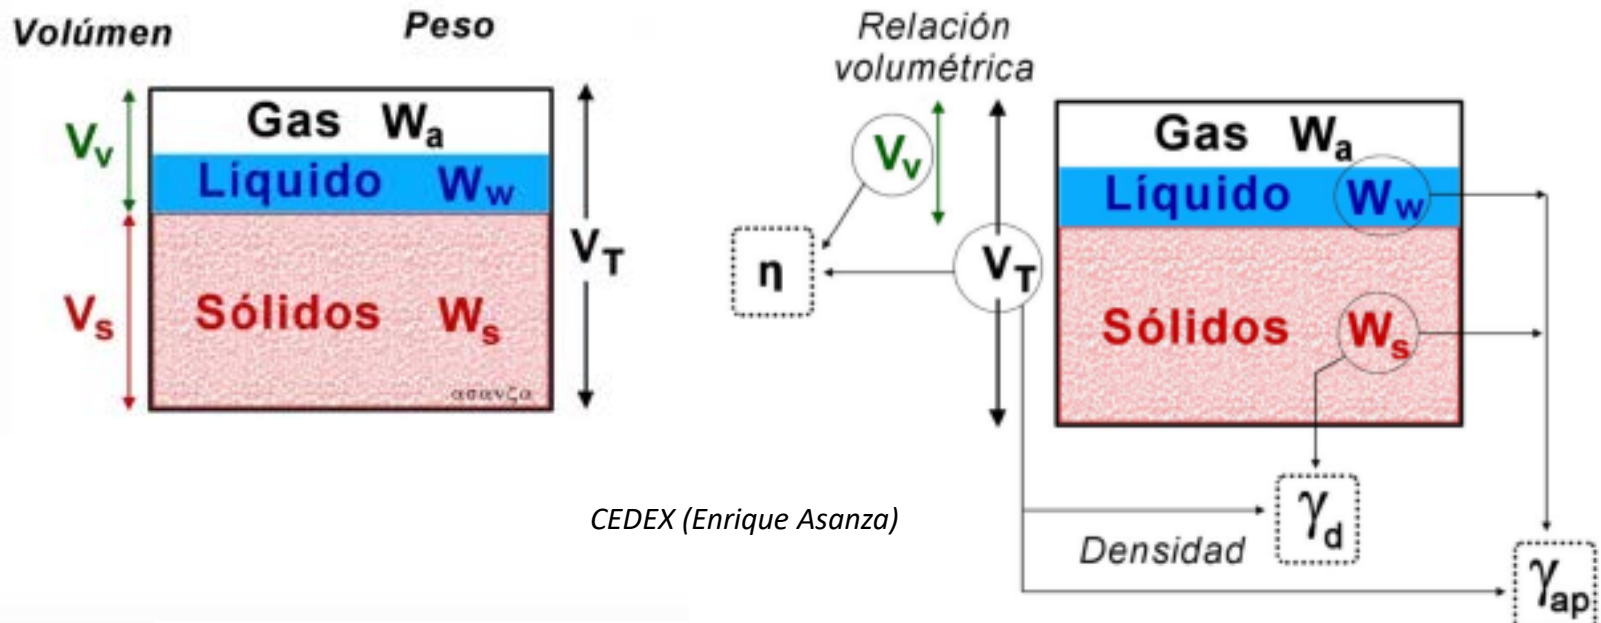 Volúmen
Peso
Gas Wa
Vv
Líquido Ww
VT
Vs
Sólidos Ws
ασανζα
Relación
volumétrica
Vv
Gas Wa
Líquido Ww
η
VT
Sólidos Ws
CEDEX (Enrique Asanza)
γd
Densidad
γap